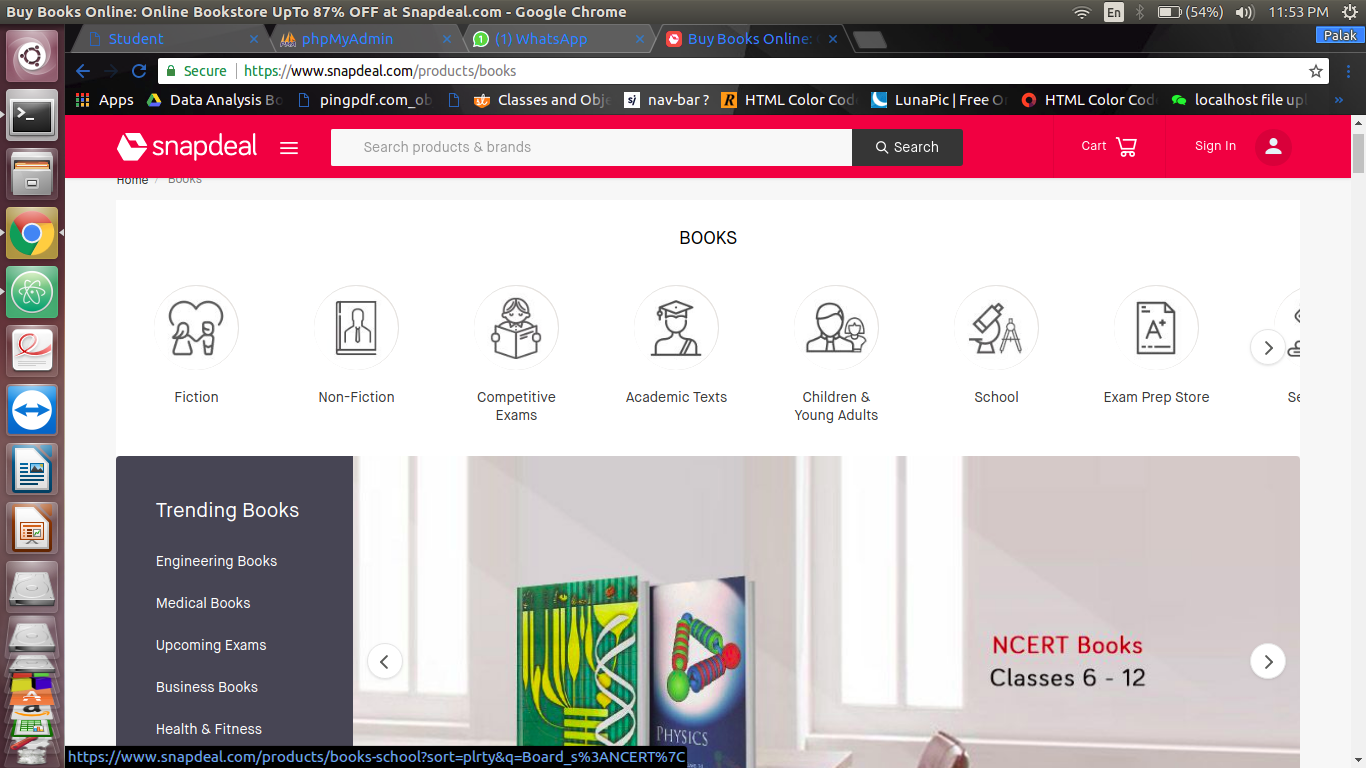 Buy Books Online: Online Bookstore UpTo 87% OFF at Snapdeal.com - Google Chrome
En
(54%)
11:53 PM
Student
phpMyAdmin
(1) WhatsApp
Buy Books Online:
Palak
Secure
https://www.snapdeal.com/products/books
Apps
Data Analysis Bo
pingpdf.com_ob
Classes and Obje
sj
nav-bar ?
R
HTML Color Cod
LunaPic | Free O
HTML Color Cod
localhost file upl
»
snapdeal
Search products & brands
Search
Cart
Sign In
Home / Books
BOOKS
A+
Fiction
Non-Fiction
Competitive
Exams
Academic Texts
Children &
Young Adults
School
Exam Prep Store
Se
Trending Books
Engineering Books
Medical Books
Upcoming Exams
Business Books
Health & Fitness
PHYSICS
NCERT Books
Classes 6 - 12
https://www.snapdeal.com/products/books-school?sort=plrty&q=Board_s%3ANCERT%7C